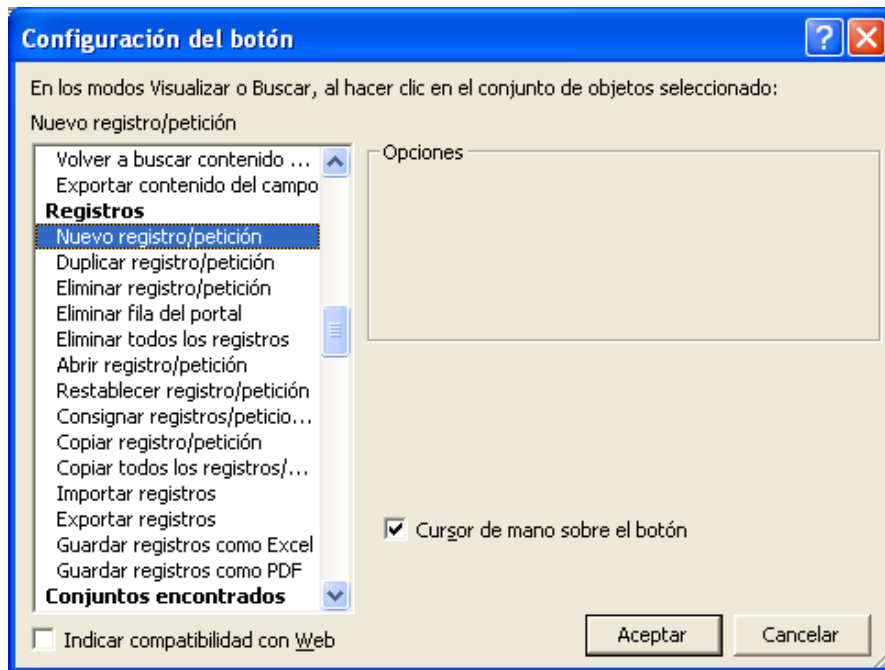 Configuración del botón
En los modos Visualizar o Buscar, al hacer clic en el conjunto de objetos seleccionado:
Nuevo registro/petición
Volver a buscar contenido ...
Exportar contenido del campo
Registros
Nuevo registro/petición
Duplicar registro/petición
Eliminar registro/petición
Eliminar fila del portal
Eliminar todos los registros
Abrir registro/petición
Restablecer registro/petición
Consignar registros/peticio...
Copiar registro/petición
Copiar todos los registros/...
Importar registros
Exportar registros
Guardar registros como Excel
Guardar registros como PDF
Conjuntos encontrados
Indicar compatibilidad con Web
Opciones
Cursor de mano sobre el botón
Aceptar
Cancelar